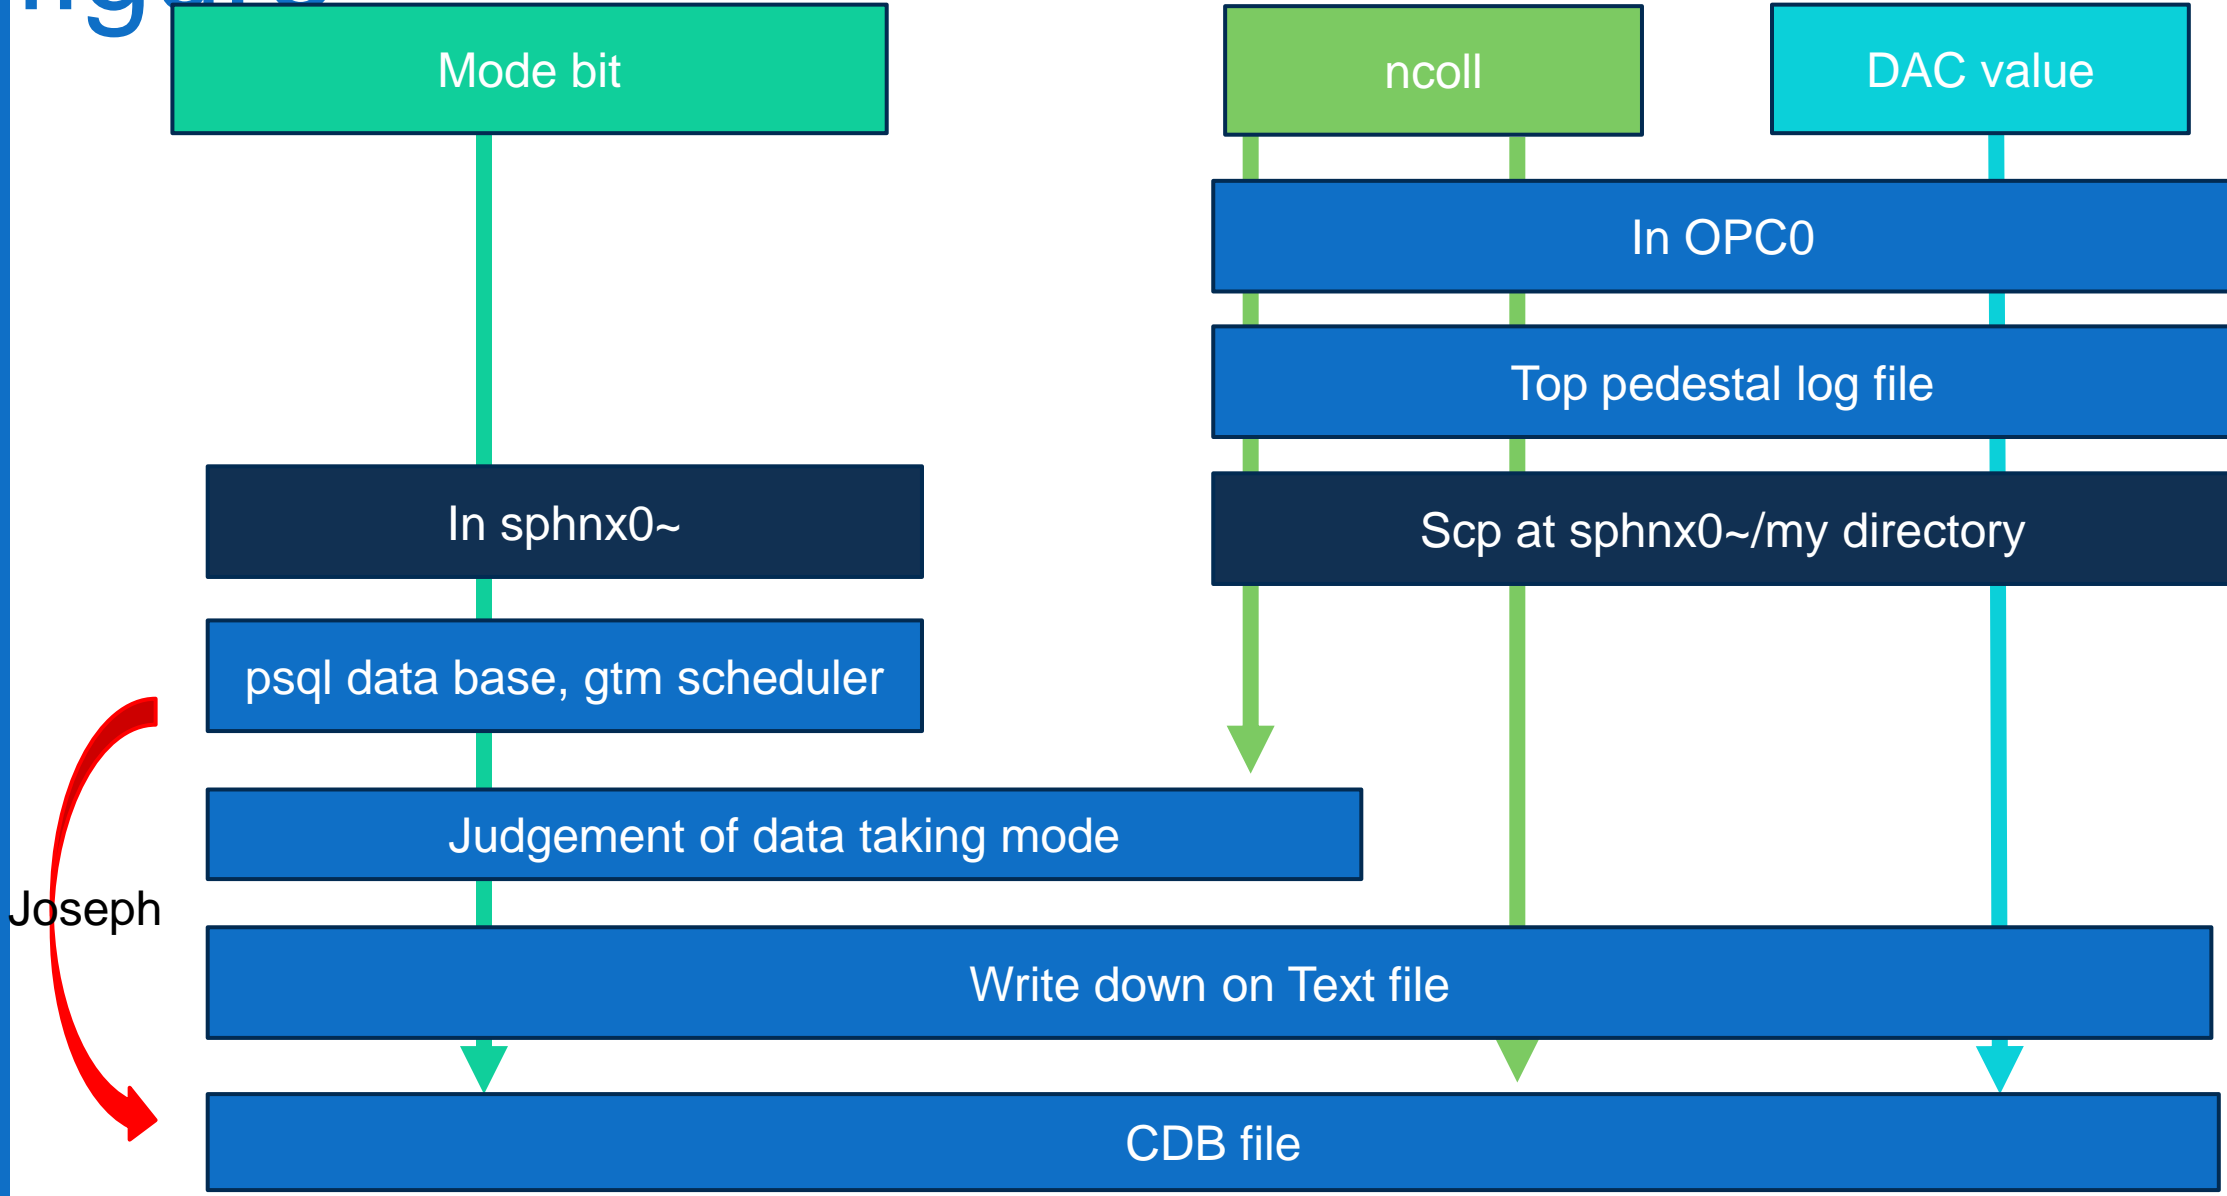 Mode bit
ncoll
DAC value
In OPC0
Top pedestal log file
In sphnx0~
Scp at sphnx0~/my directory
psql data base, gtm scheduler
Judgement of data taking mode
Joseph
Write down on Text file
CDB file